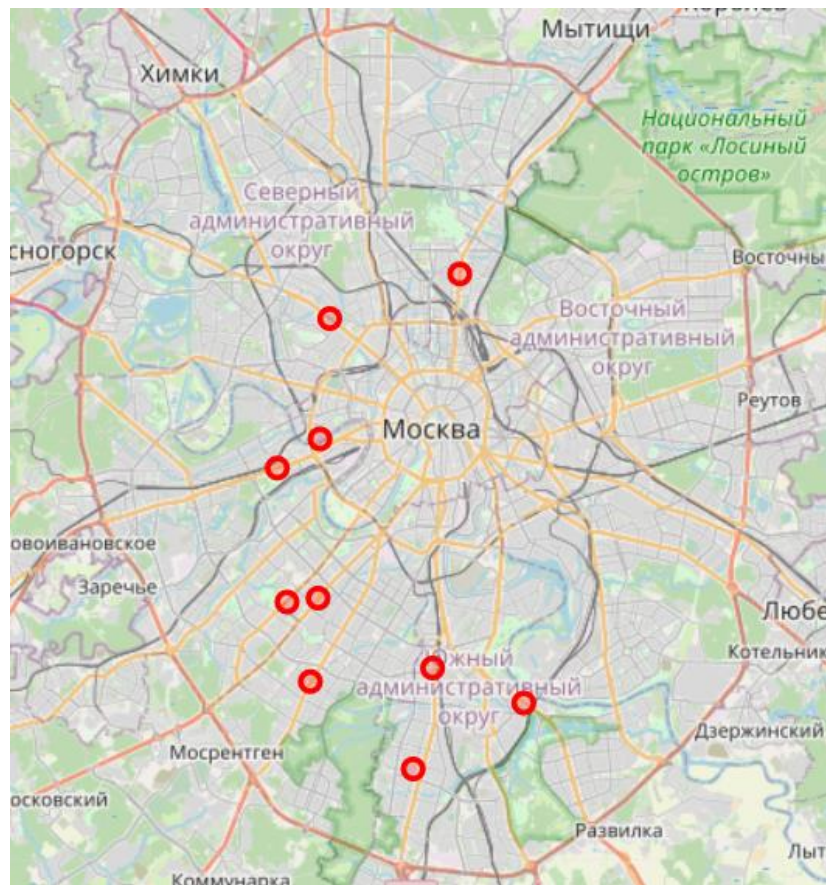 Мытищи
Химки
Национальный
парк «Лосиный
остров»
Северный
административный
округ
сногорск
Восточны
Восточный
административный
округ
Реутов
Москва
овоивановское
Заречье
Любе
Котельник
Южный
административный
округ
Дзержинский
Мосрентген
осковский
Развилка
Лыт
Коммунарка